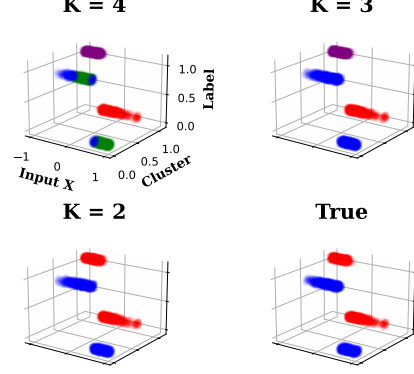 K = 4
K = 3
1.0
0.5
0.0
Label
−1
0
1
Input X
0.0
0.5
1.0
Cluster
K = 2
True